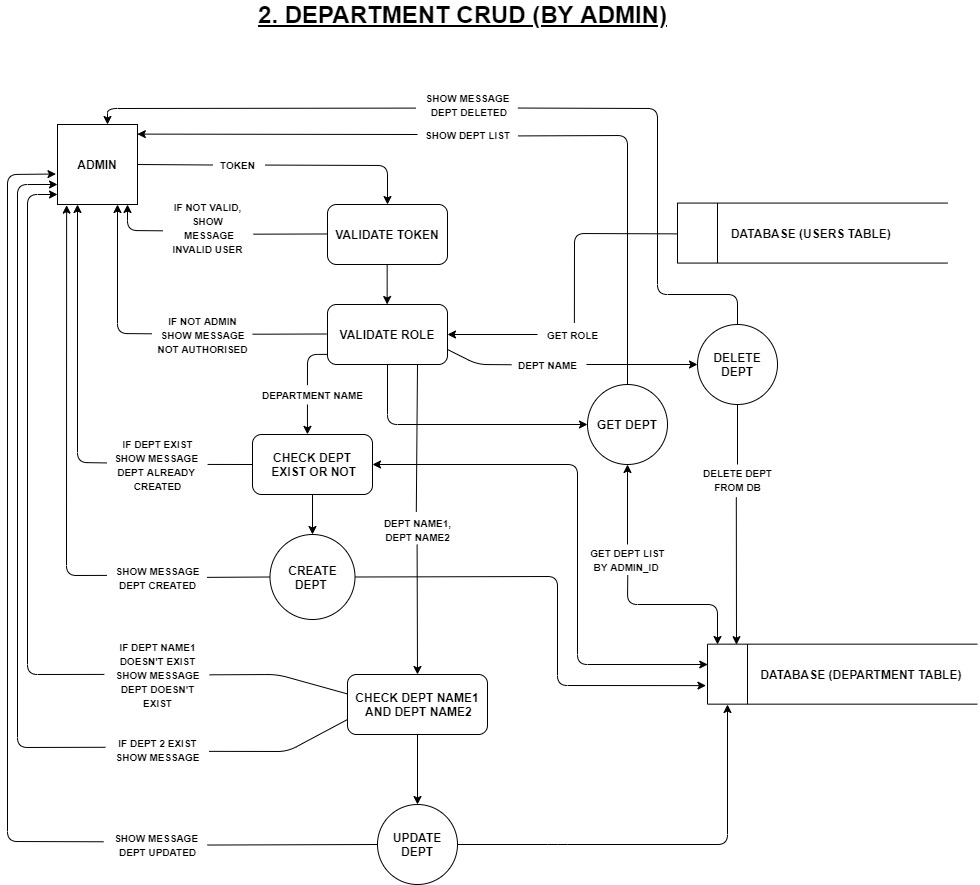 2. DEPARTMENT CRUD (BY ADMIN)
SHOW MESSAGE
DEPT DELETED
SHOW DEPT LIST
ADMIN
TOKEN
IF NOT VALID,
SHOW
MESSAGE
INVALID USER
VALIDATE TOKEN
DATABASE (USERS TABLE)
IF NOT ADMIN
SHOW MESSAGE
NOT AUTHORISED
VALIDATE ROLE
GET ROLE
DEPT NAME
DELETE
DEPT
DEPARTMENT NAME
GET DEPT
IF DEPT EXIST
SHOW MESSAGE
DEPT ALREADY
CREATED
CHECK DEPT
EXIST OR NOT
DELETE DEPT
FROM DB
DEPT NAME1,
DEPT NAME2
GET DEPT LIST
BY ADMIN_ID
SHOW MESSAGE
DEPT CREATED
CREATE
DEPT
IF DEPT NAME1
DOESN'T EXIST
SHOW MESSAGE
DEPT DOESN'T
EXIST
CHECK DEPT NAME1
AND DEPT NAME2
DATABASE (DEPARTMENT TABLE)
IF DEPT 2 EXIST
SHOW MESSAGE
SHOW MESSAGE
DEPT UPDATED
UPDATE
DEPT